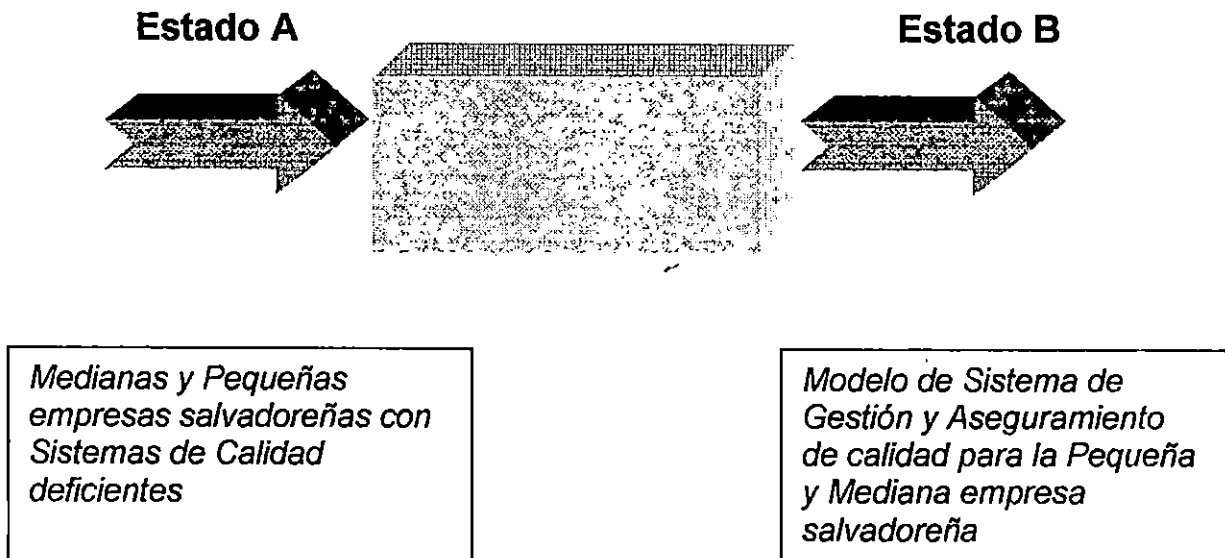 Estado A
Estado B
Medianas y Pequeñas
empresas salvadoreñas con
Sistemas de Calidad
deficientes
Modelo de Sistema de
Gestión y Aseguramiento
de calidad para la Pequeña
y Mediana empresa
salvadoreña